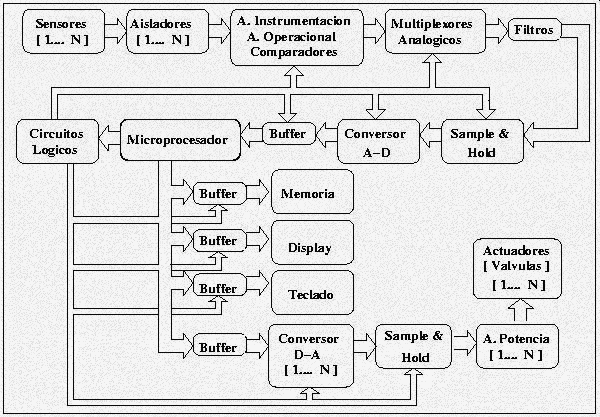 Sensores
[ 1.... N ]
Aisladores
[ 1.... N ]
A. Instrumentacion
A. Operacional
Comparadores
Multiplexores
Analogicos
Filtros
Circuitos
Logicos
Microprocesador
Buffer
Conversor
A-D
Sample &
Hold
Buffer
Memoria
Buffer
Display
Buffer
Teclado
Actuadores
[ Valvulas ]
[ 1.... N ]
Buffer
Conversor
D-A
[ 1.... N ]
Sample &
Hold
A. Potencia
[ 1.... N ]